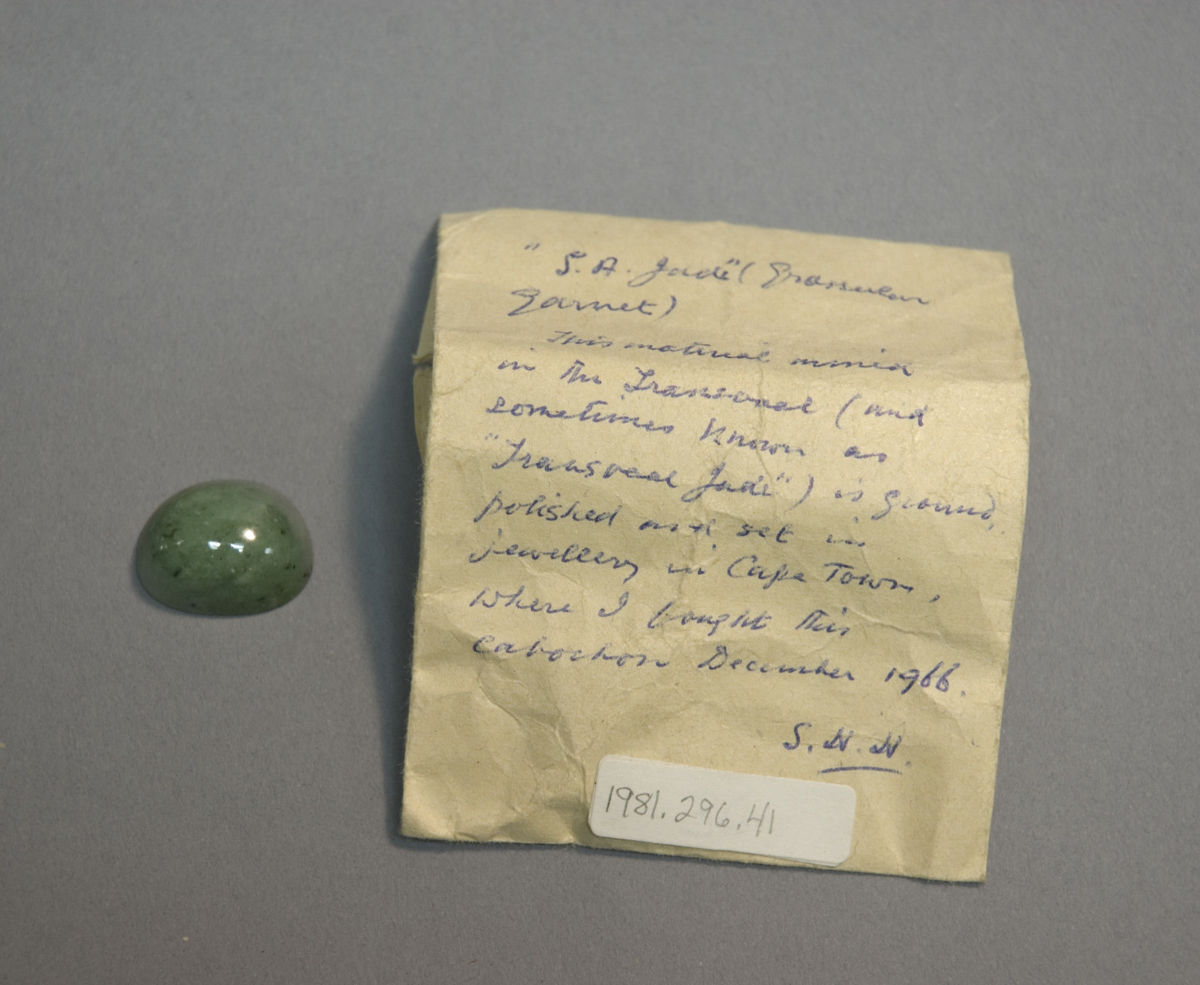 "S.A. Jade" (Grossular
Garnet)
This material mined
in the Transvaal (and
sometimes known as
"Transvaal Jade") is ground,
polished and set in
jewellery in Cape Town,
where I bought this
cabochon December 1966.
S.H.H.
1981.296.41